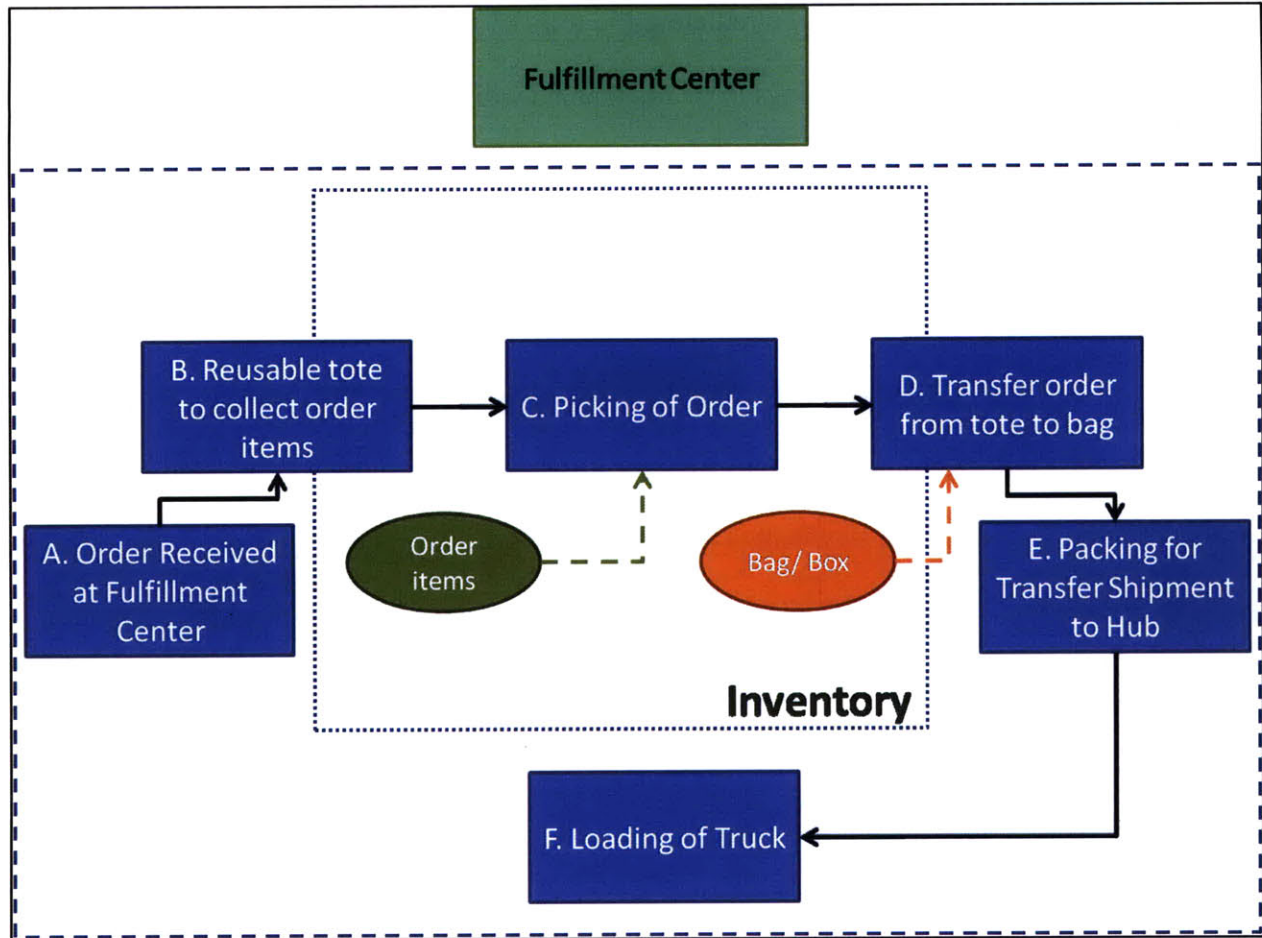 Fulfillment Center
B. Reusable tote
to collect order
items
C. Picking of Order
D. Transfer order
from tote to bag
A. Order Received
at Fulfillment
Center
Order
items
Bag/ Box
E. Packing for
Transfer Shipment
to Hub
Inventory
F. Loading of Truck